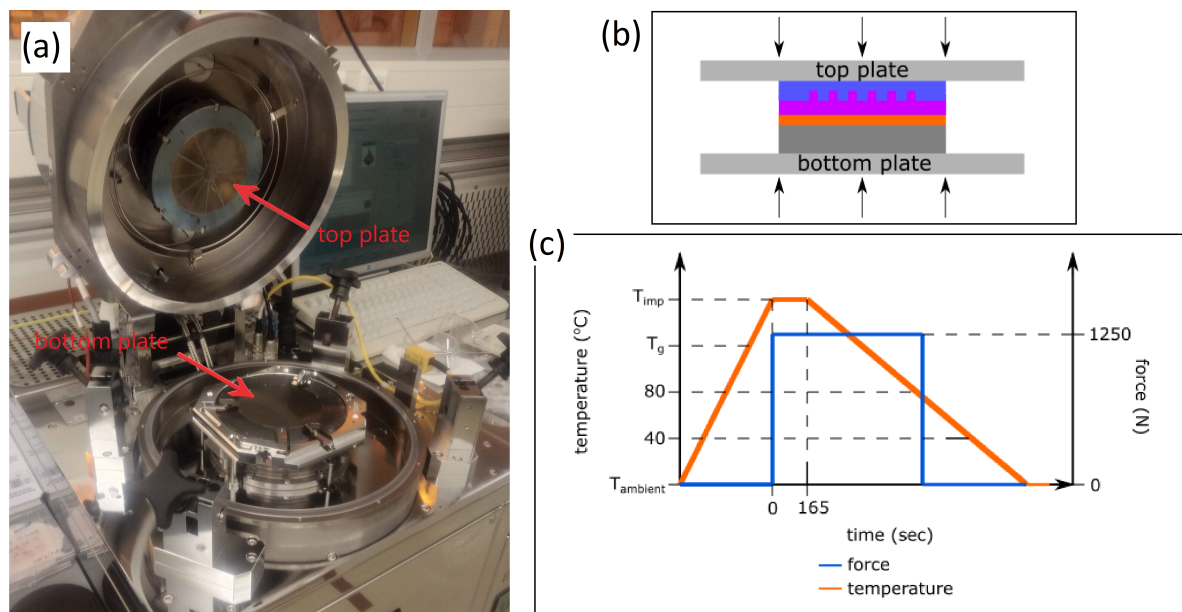 (a)
top plate
bottom plate
(b)
top plate
bottom plate
(c)
temperature (°C)
T_imp
T_g
80
40
T_ambient
0
165
time (sec)
1250
0
force (N)
force
temperature